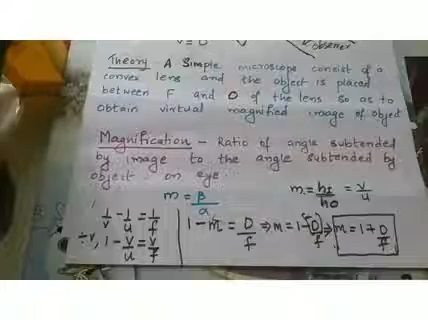 v = D
observer
Theory - A Simple microscope consist of a
convex lens and the object is placed
between F and O of the lens so as to
obtain virtual magnified image of object
Magnification - Ratio of angle subtended
by image to the angle subtended by
object on eye
m = β/α
m = hI/hO = v/u
1/v - 1/u = 1/f
÷v, 1 - v/u = v/f
1 - m = D/f ⇒ m = 1-[D/f] ⇒ m = 1 + D/f